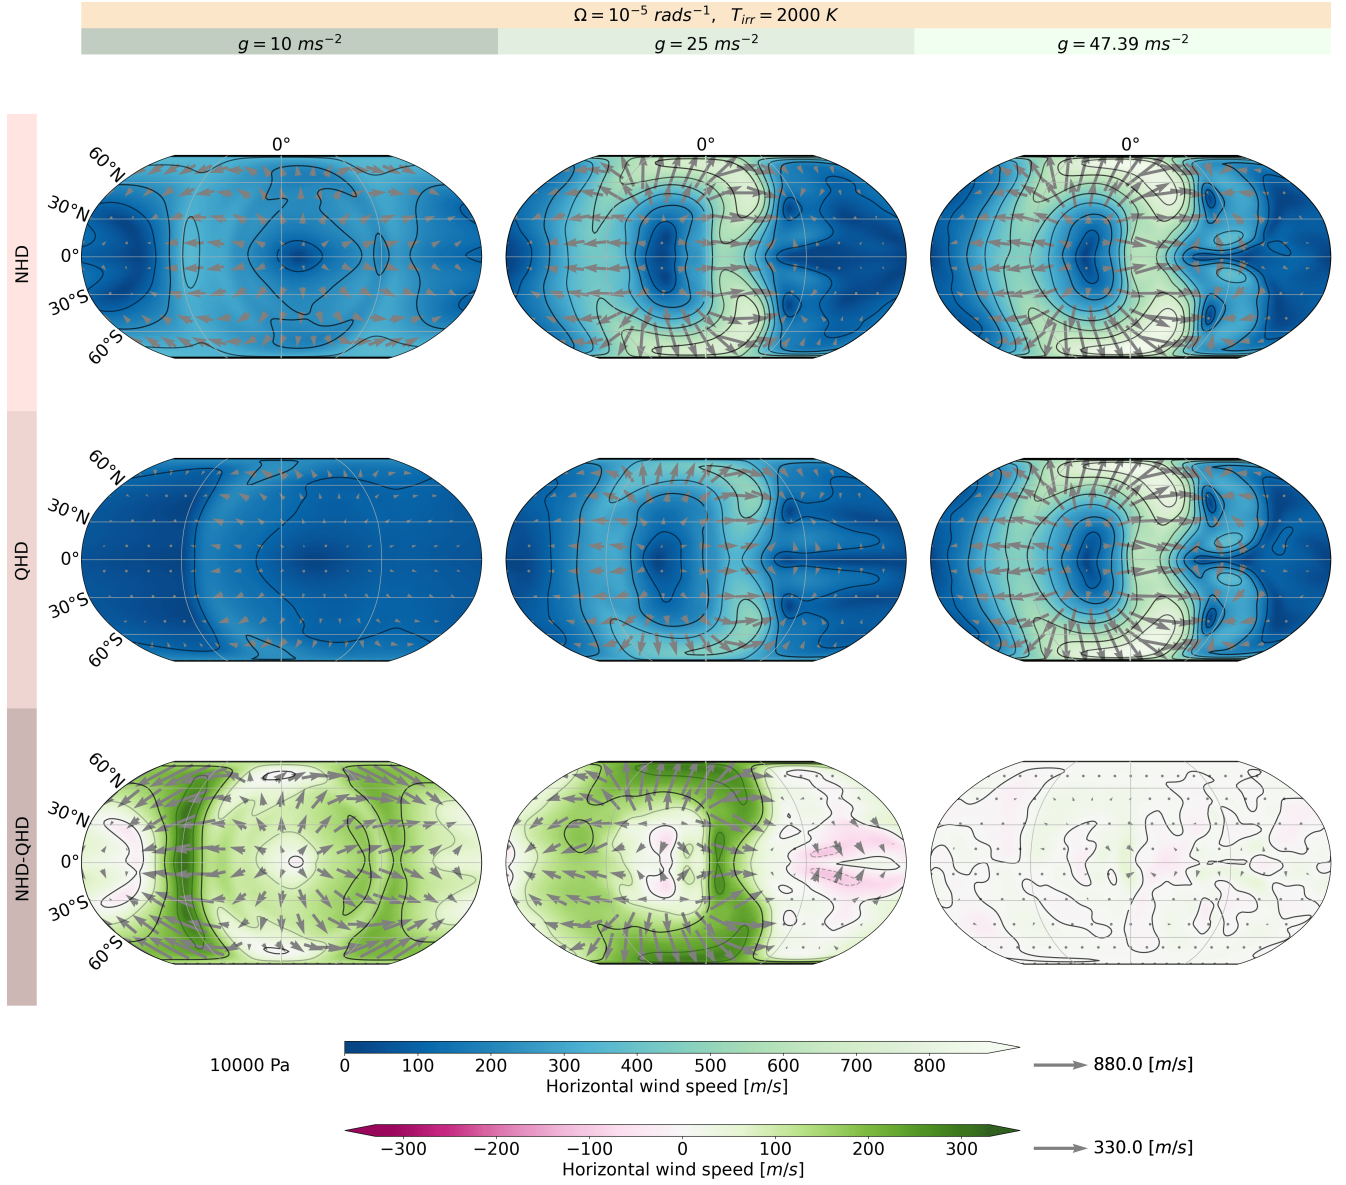 Ω = 10⁻⁵ rads⁻¹, T_irr = 2000 K
g = 10 ms⁻² g = 25 ms⁻² g = 47.39 ms⁻²
0° 0° 0°
NHD
60°N
30°N
0°
30°S
60°S
QHD
60°N
30°N
0°
30°S
60°S
NHD-QHD
60°N
30°N
0°
30°S
60°S
10000 Pa
0 100 200 300 400 500 600 700 800
Horizontal wind speed [m/s]
880.0 [m/s]
−300 −200 −100 0 100 200 300
Horizontal wind speed [m/s]
330.0 [m/s]